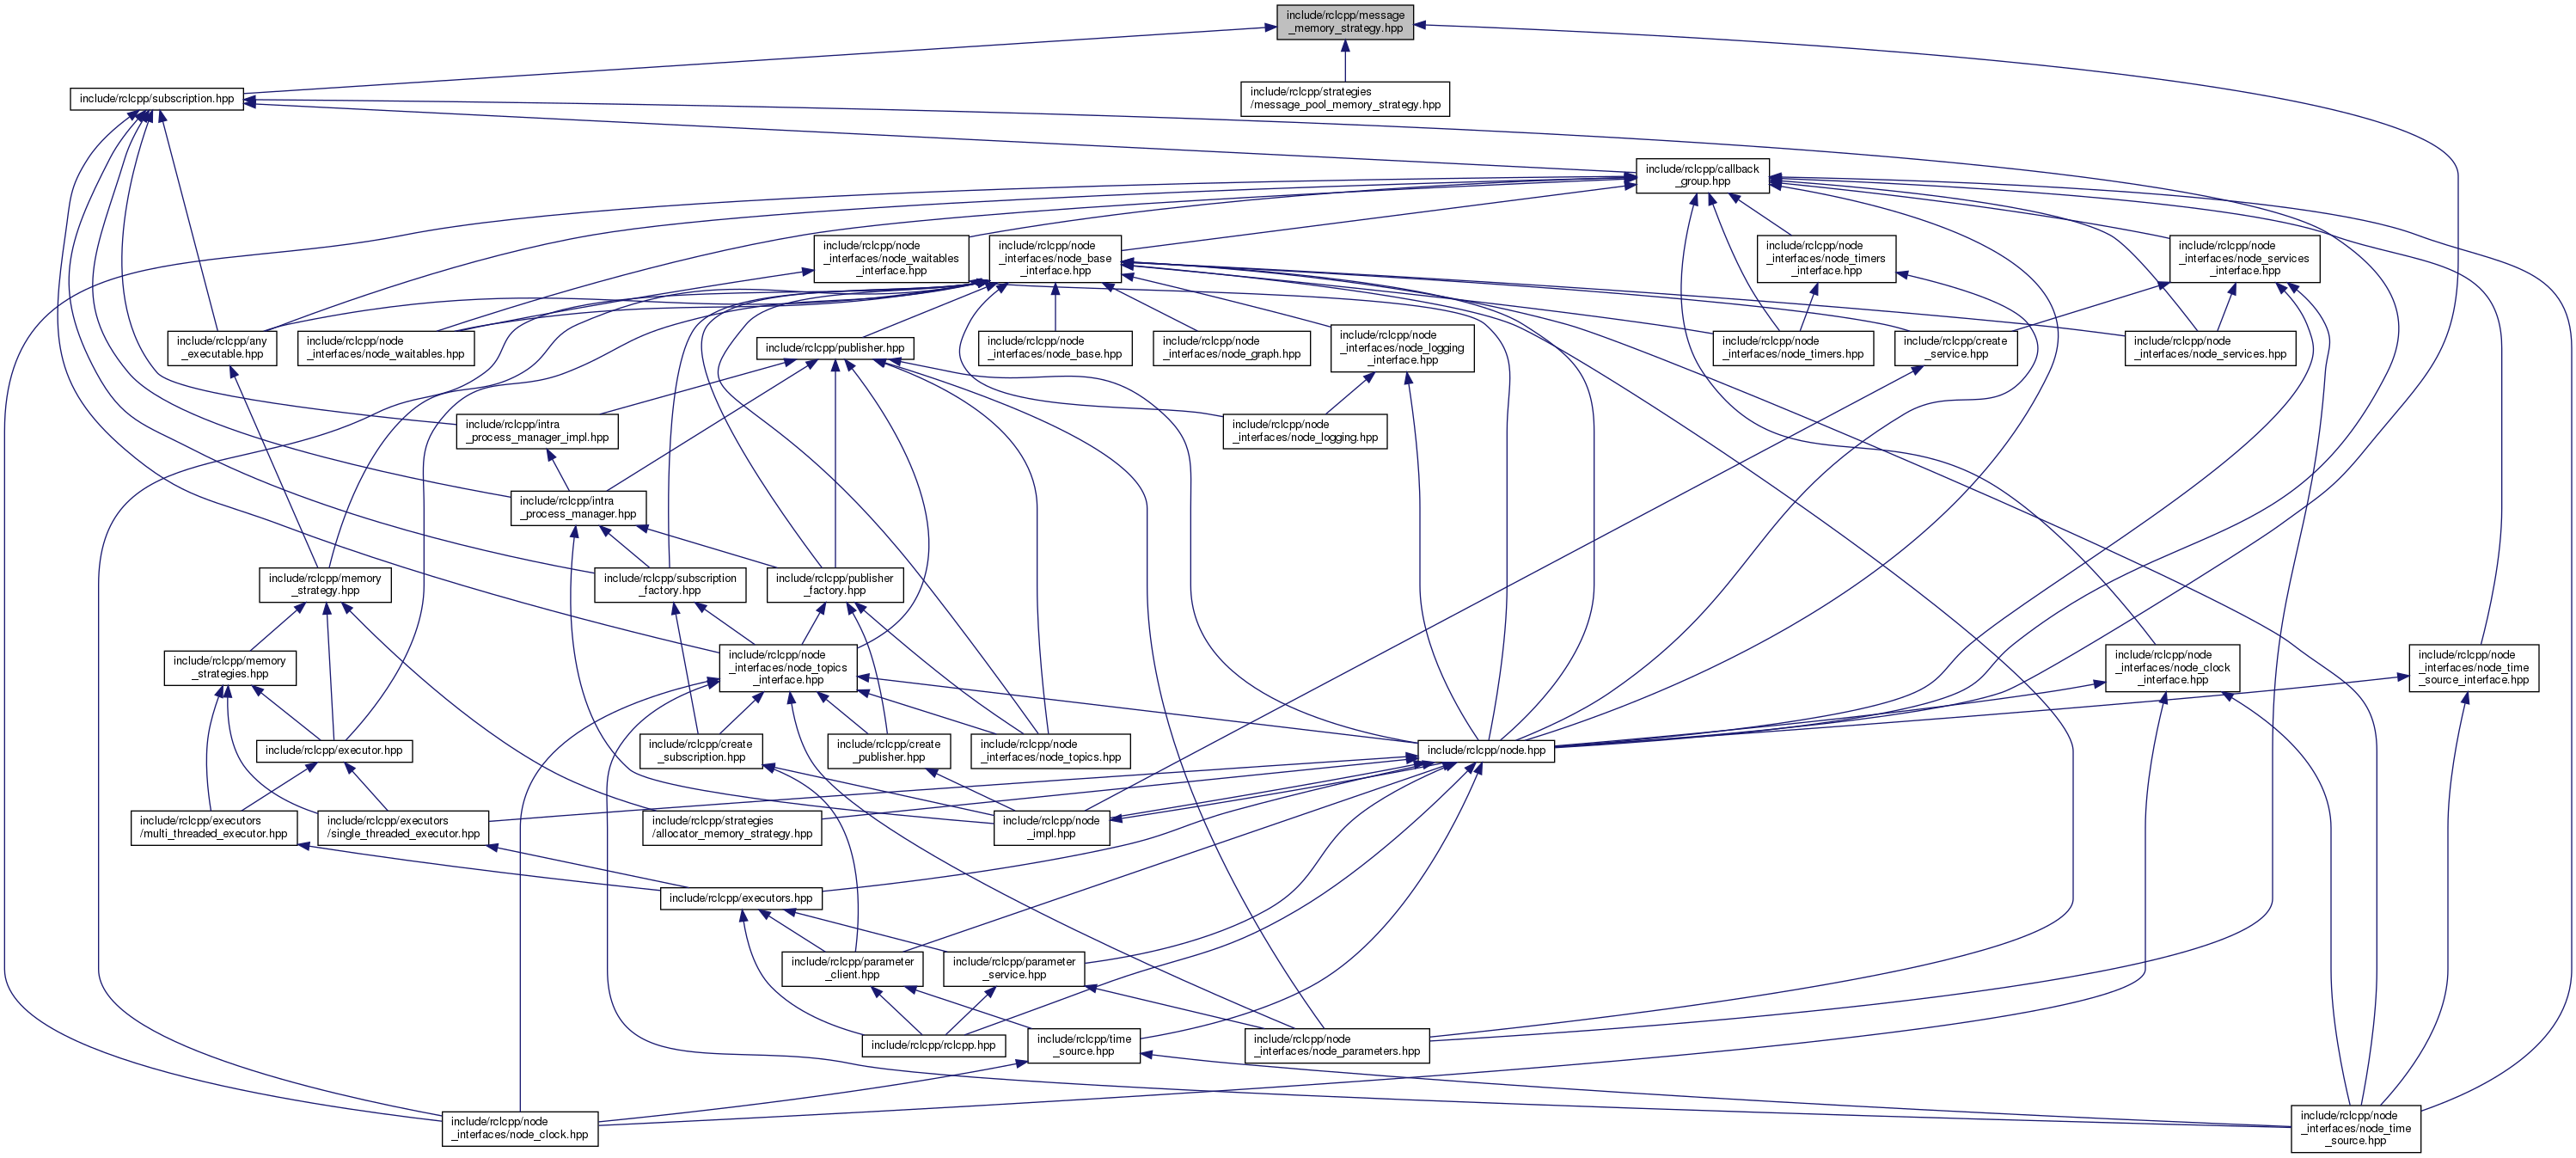 include/rclcpp/message
_memory_strategy.hpp
include/rclcpp/subscription.hpp
include/rclcpp/strategies
/message_pool_memory_strategy.hpp
include/rclcpp/callback
_group.hpp
include/rclcpp/node
_interfaces/node_waitables
_interface.hpp
include/rclcpp/node
_interfaces/node_base
_interface.hpp
include/rclcpp/node
_interfaces/node_timers
_interface.hpp
include/rclcpp/node
_interfaces/node_services
_interface.hpp
include/rclcpp/any
_executable.hpp
include/rclcpp/node
_interfaces/node_waitables.hpp
include/rclcpp/publisher.hpp
include/rclcpp/node
_interfaces/node_base.hpp
include/rclcpp/node
_interfaces/node_graph.hpp
include/rclcpp/node
_interfaces/node_logging
_interface.hpp
include/rclcpp/node
_interfaces/node_timers.hpp
include/rclcpp/create
_service.hpp
include/rclcpp/node
_interfaces/node_services.hpp
include/rclcpp/intra
_process_manager_impl.hpp
include/rclcpp/node
_interfaces/node_logging.hpp
include/rclcpp/intra
_process_manager.hpp
include/rclcpp/memory
_strategy.hpp
include/rclcpp/subscription
_factory.hpp
include/rclcpp/publisher
_factory.hpp
include/rclcpp/memory
_strategies.hpp
include/rclcpp/node
_interfaces/node_topics
_interface.hpp
include/rclcpp/node
_interfaces/node_clock
_interface.hpp
include/rclcpp/node
_interfaces/node_time
_source_interface.hpp
include/rclcpp/executor.hpp
include/rclcpp/create
_subscription.hpp
include/rclcpp/create
_publisher.hpp
include/rclcpp/node
_interfaces/node_topics.hpp
include/rclcpp/node.hpp
include/rclcpp/executors
/multi_threaded_executor.hpp
include/rclcpp/executors
/single_threaded_executor.hpp
include/rclcpp/strategies
/allocator_memory_strategy.hpp
include/rclcpp/node
_impl.hpp
include/rclcpp/executors.hpp
include/rclcpp/parameter
_client.hpp
include/rclcpp/parameter
_service.hpp
include/rclcpp/rclcpp.hpp
include/rclcpp/time
_source.hpp
include/rclcpp/node
_interfaces/node_parameters.hpp
include/rclcpp/node
_interfaces/node_clock.hpp
include/rclcpp/node
_interfaces/node_time
_source.hpp